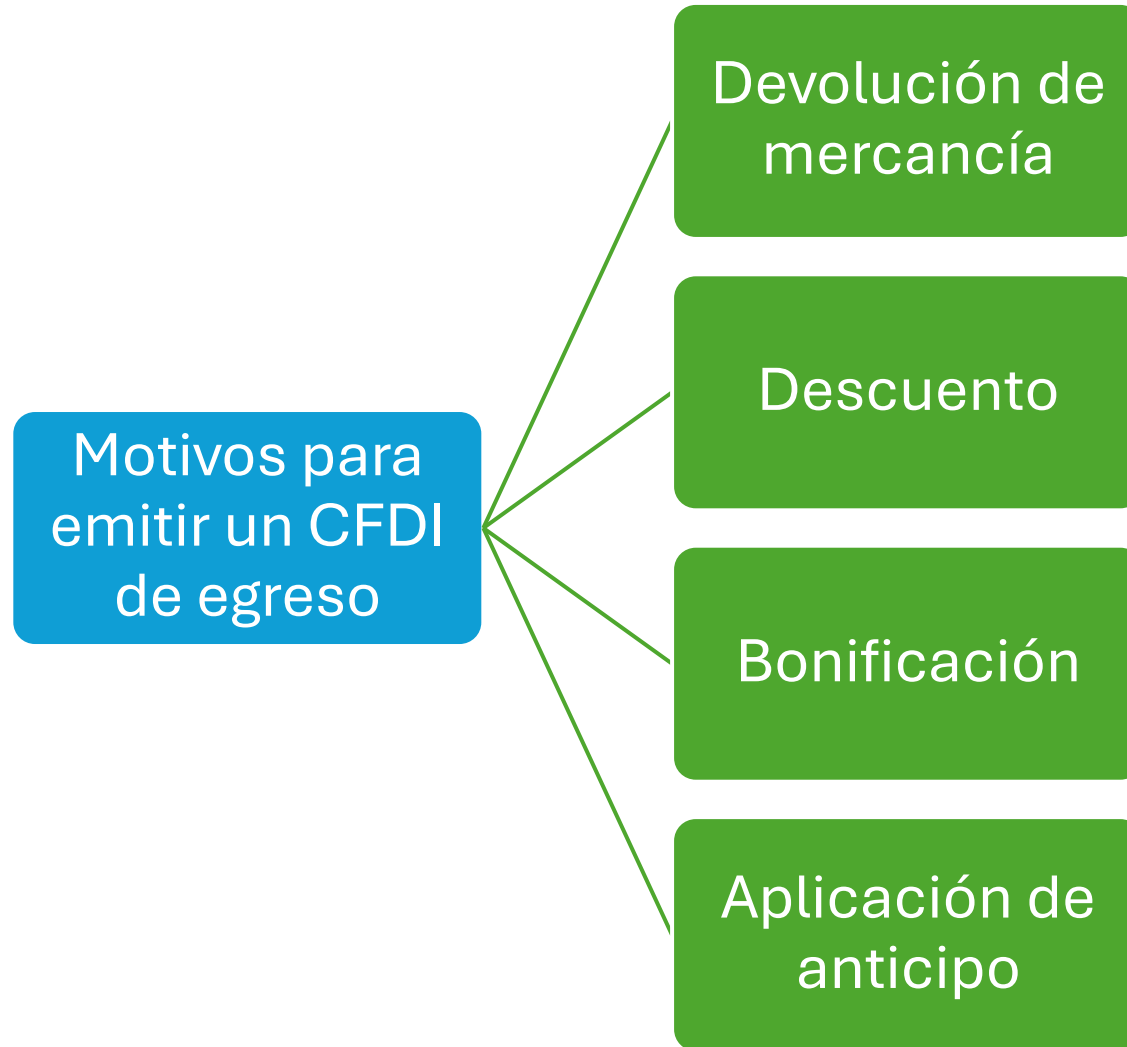 Motivos para
emitir un CFDI
de egreso
Devolución de
mercancía
Descuento
Bonificación
Aplicación de
anticipo